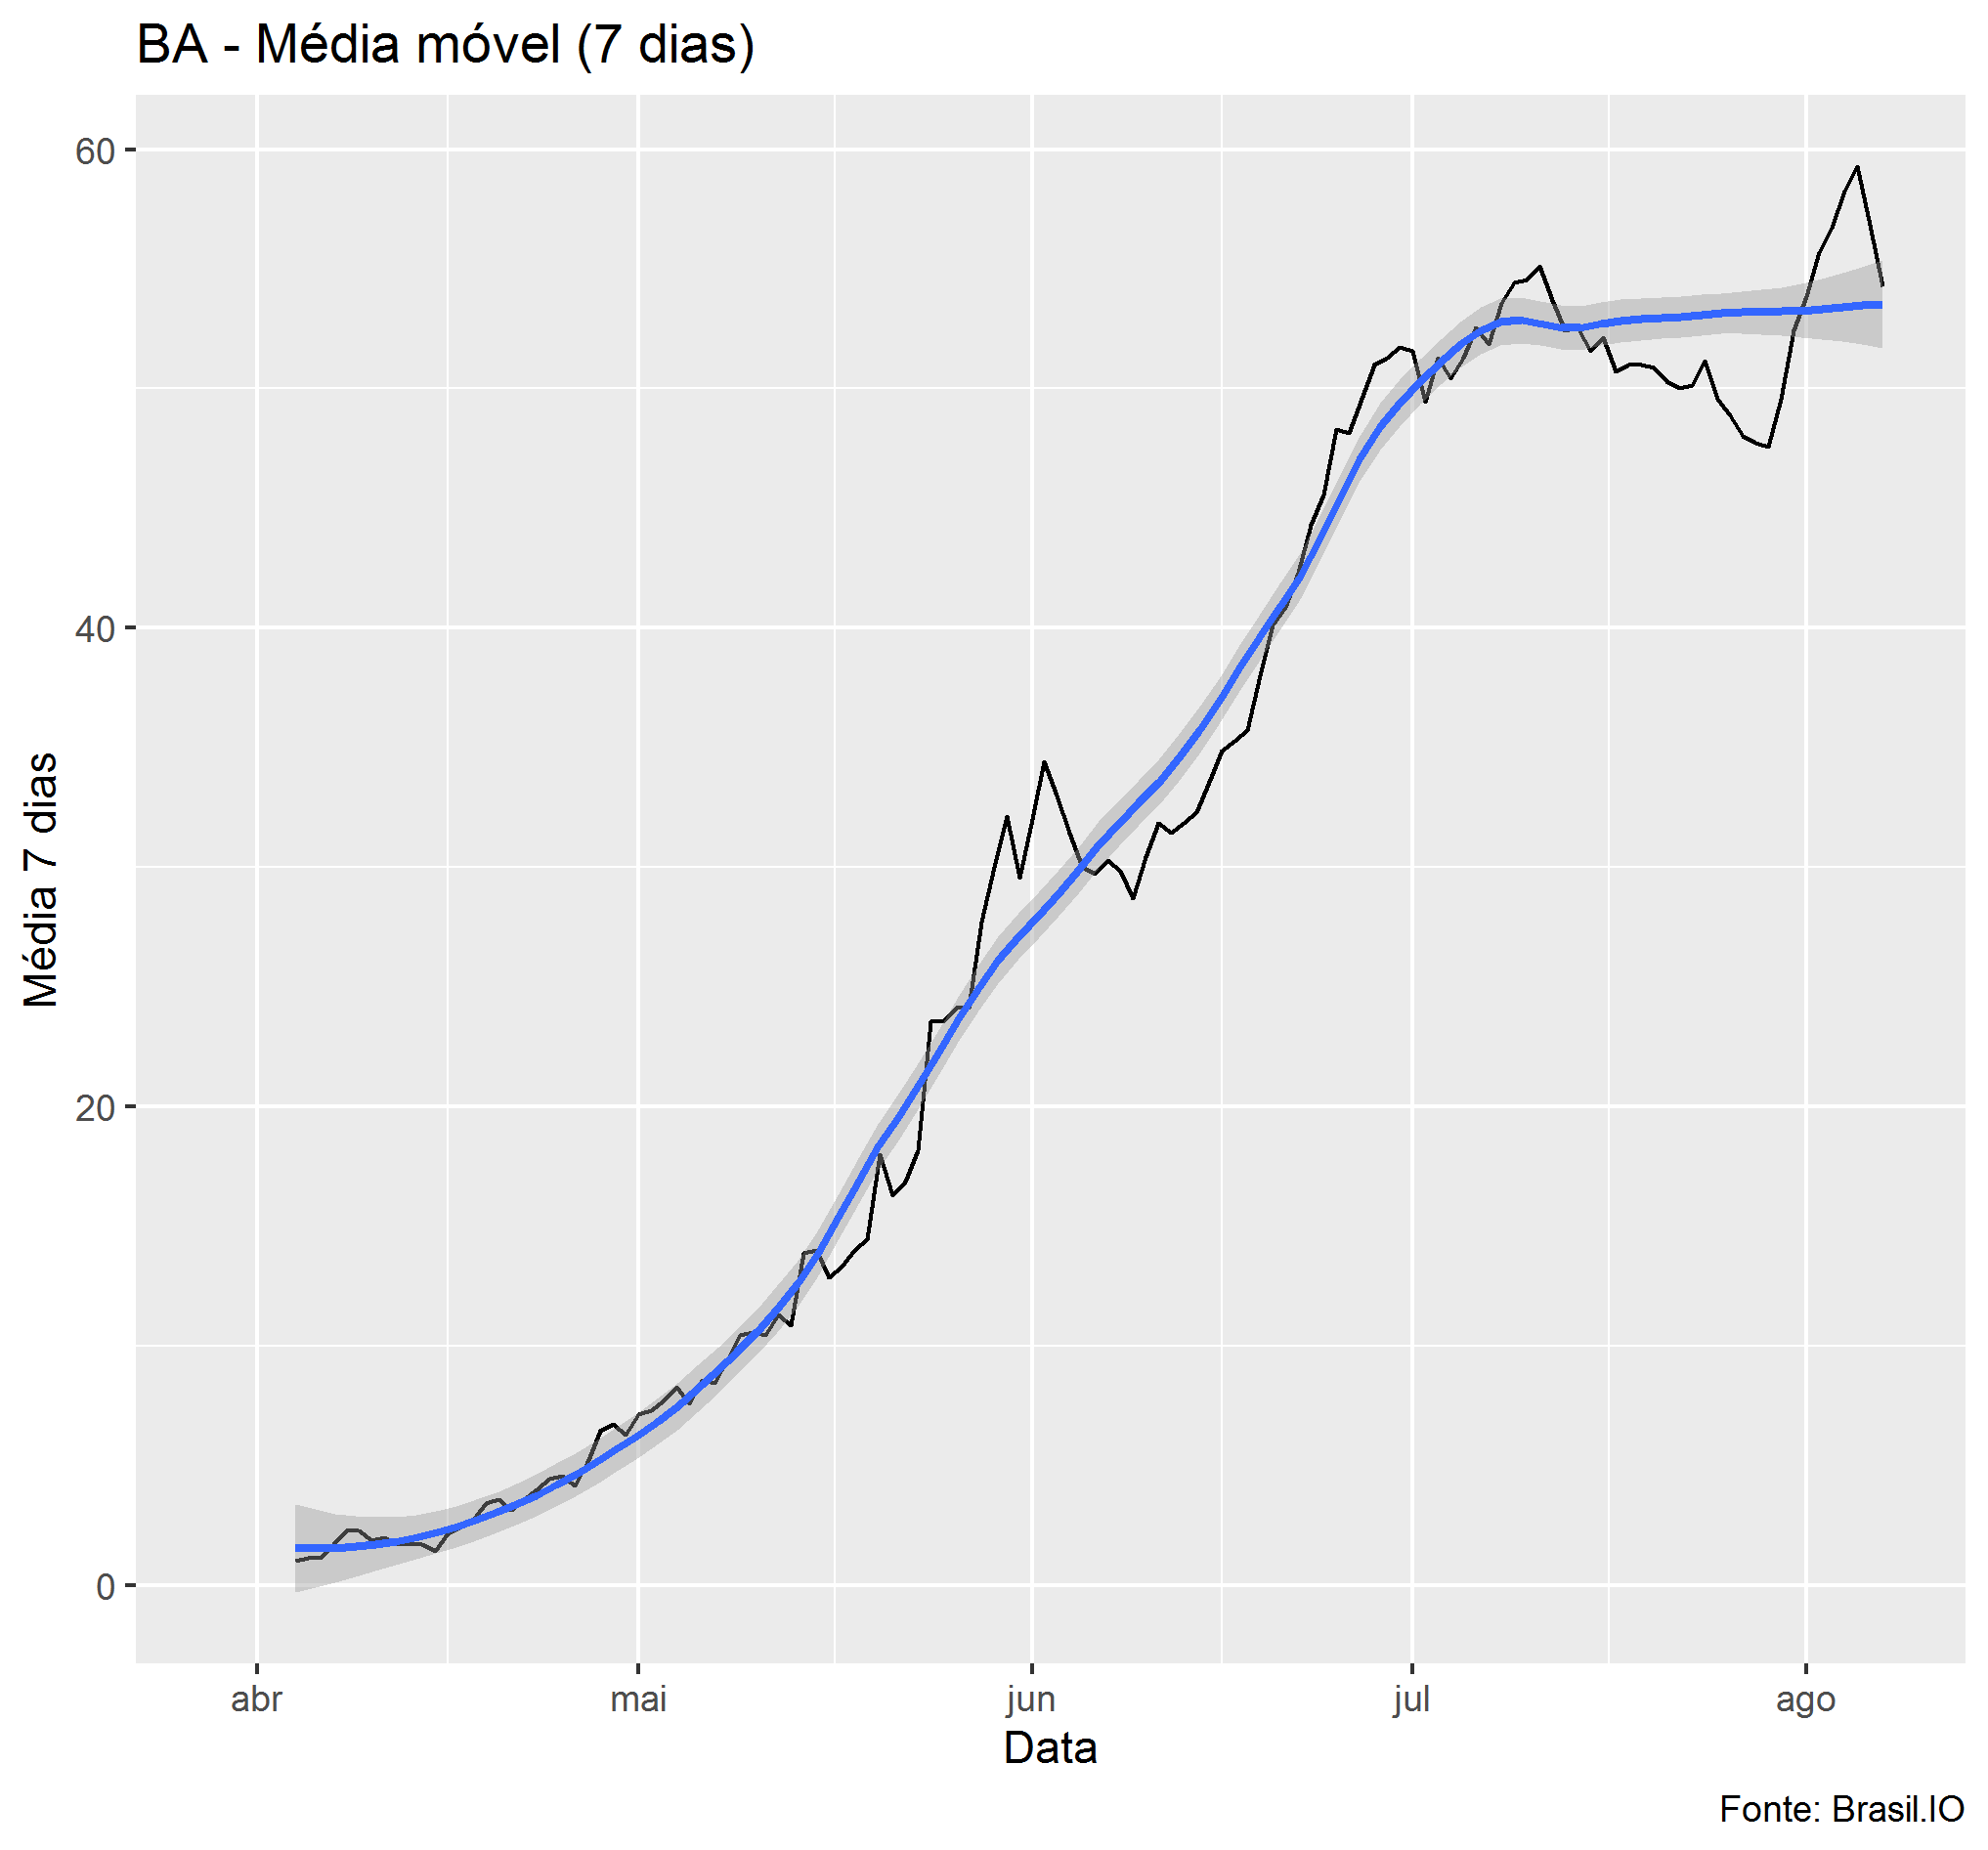 BA - Média móvel (7 dias)
Média 7 dias
60
40
20
0
abr mai jun jul ago
Data
Fonte: Brasil.IO